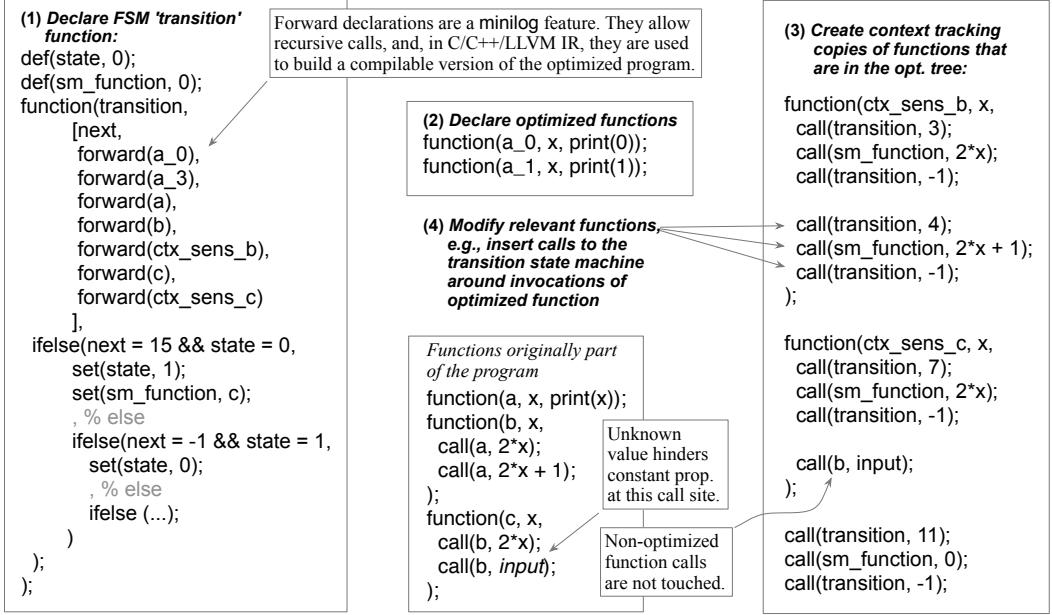 (1) Declare FSM 'transition'
function:
def(state, 0);
def(sm_function, 0);
function(transition,
[next,
forward(a_0),
forward(a_3),
forward(a),
forward(b),
forward(ctx_sens_b),
forward(c),
forward(ctx_sens_c)
],
ifelse(next = 15 && state = 0,
set(state, 1);
set(sm_function, c);
, % else
ifelse(next = -1 && state = 1,
set(state, 0);
, % else
ifelse (...);
)
);
);
Forward declarations are a minilog feature. They allow
recursive calls, and, in C/C++/LLVM IR, they are used
to build a compilable version of the optimized program.
(2) Declare optimized functions
function(a_0, x, print(0));
function(a_1, x, print(1));
(4) Modify relevant functions,
e.g., insert calls to the
transition state machine
around invocations of
optimized function
Functions originally part
of the program
function(a, x, print(x));
function(b, x,
call(a, 2*x);
call(a, 2*x + 1);
);
function(c, x,
call(b, 2*x);
call(b, input);
);
Unknown
value hinders
constant prop.
at this call site.
Non-optimized
function calls
are not touched.
(3) Create context tracking
copies of functions that
are in the opt. tree:
function(ctx_sens_b, x,
call(transition, 3);
call(sm_function, 2*x);
call(transition, -1);
call(transition, 4);
call(sm_function, 2*x + 1);
call(transition, -1);
);
function(ctx_sens_c, x,
call(transition, 7);
call(sm_function, 2*x);
call(transition, -1);
call(b, input);
);
call(transition, 11);
call(sm_function, 0);
call(transition, -1);